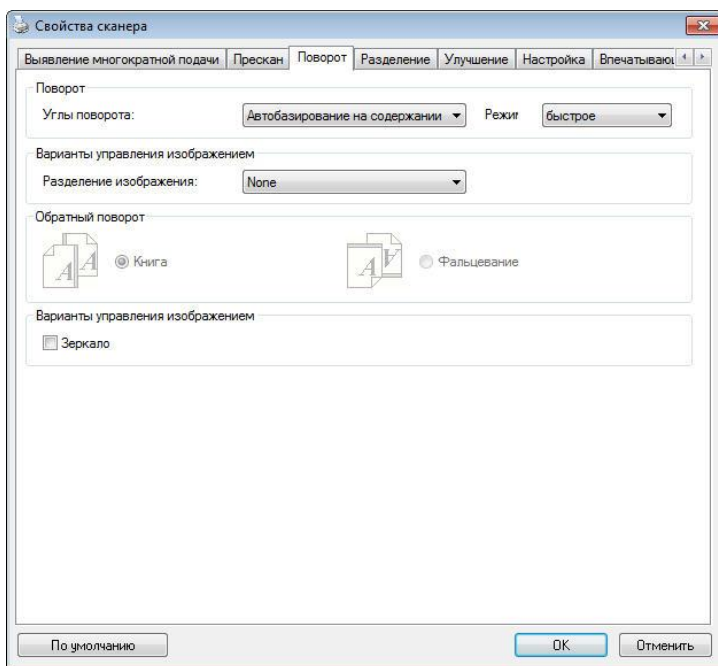 Свойства сканера
Выявление многократной подачи Прескан Поворот Разделение Улучшение Настройка Впечатываю
Поворот
Углы поворота: Автобазирование на содержании Режи быстрое
Варианты управления изображением
Разделение изображения: None
Обратный поворот
Книга Фальцевание
Варианты управления изображением
Зеркало
По умолчанию OK Отменить